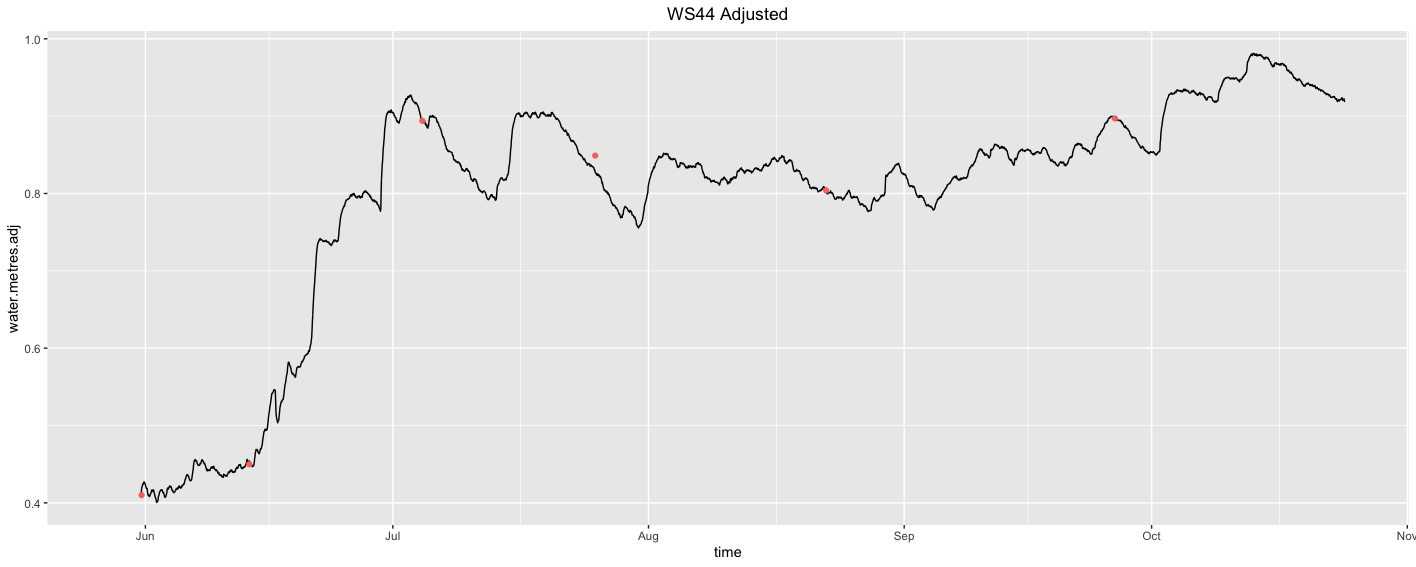 WS44 Adjusted
1.0
0.8
0.6
0.4
water.metres.adj
Jun Jul Aug Sep Oct Nov
time